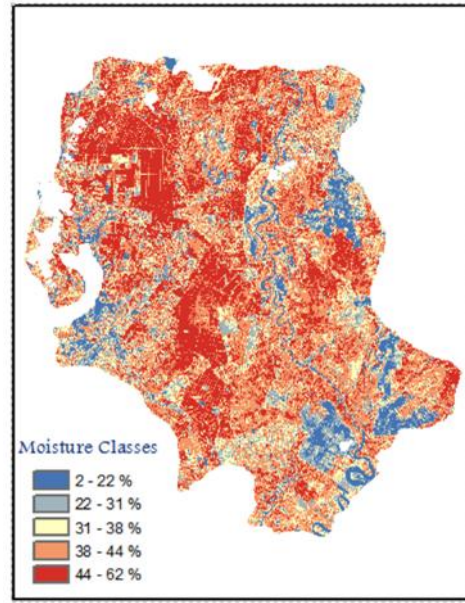 Moisture Classes
2 - 22 %
22 - 31 %
31 - 38 %
38 - 44 %
44 - 62 %